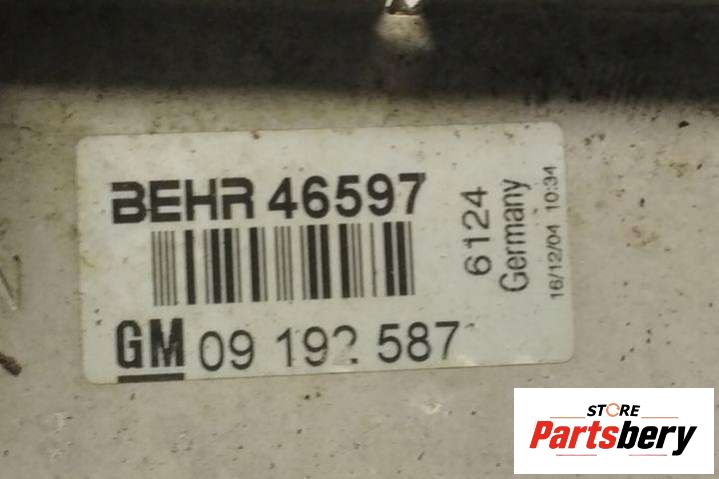 BEHR 46597
GM 09 192 587
6124
Germany
16/12/04 10:34
STORE
Partsbery